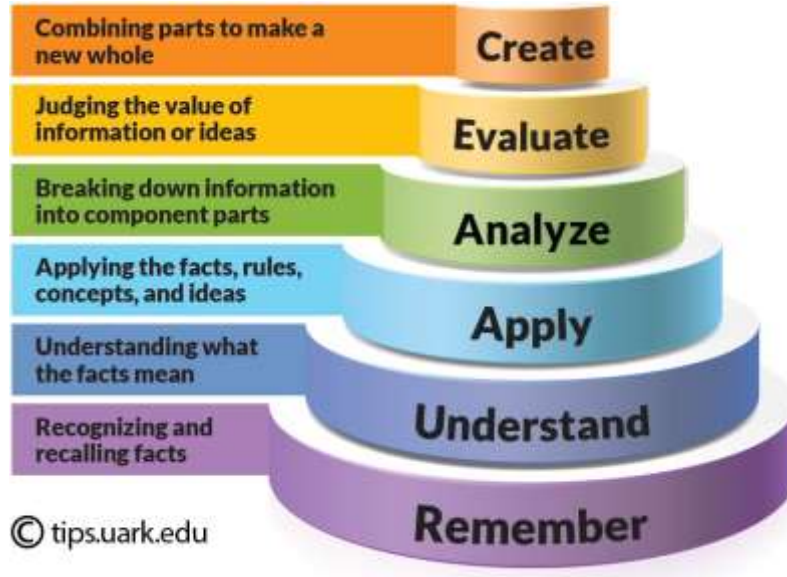 Combining parts to make a
new whole
Create
Judging the value of
information or ideas
Evaluate
Breaking down information
into component parts
Analyze
Applying the facts, rules,
concepts, and ideas
Apply
Understanding what
the facts mean
Understand
Recognizing and
recalling facts
Remember
© tips.uark.edu